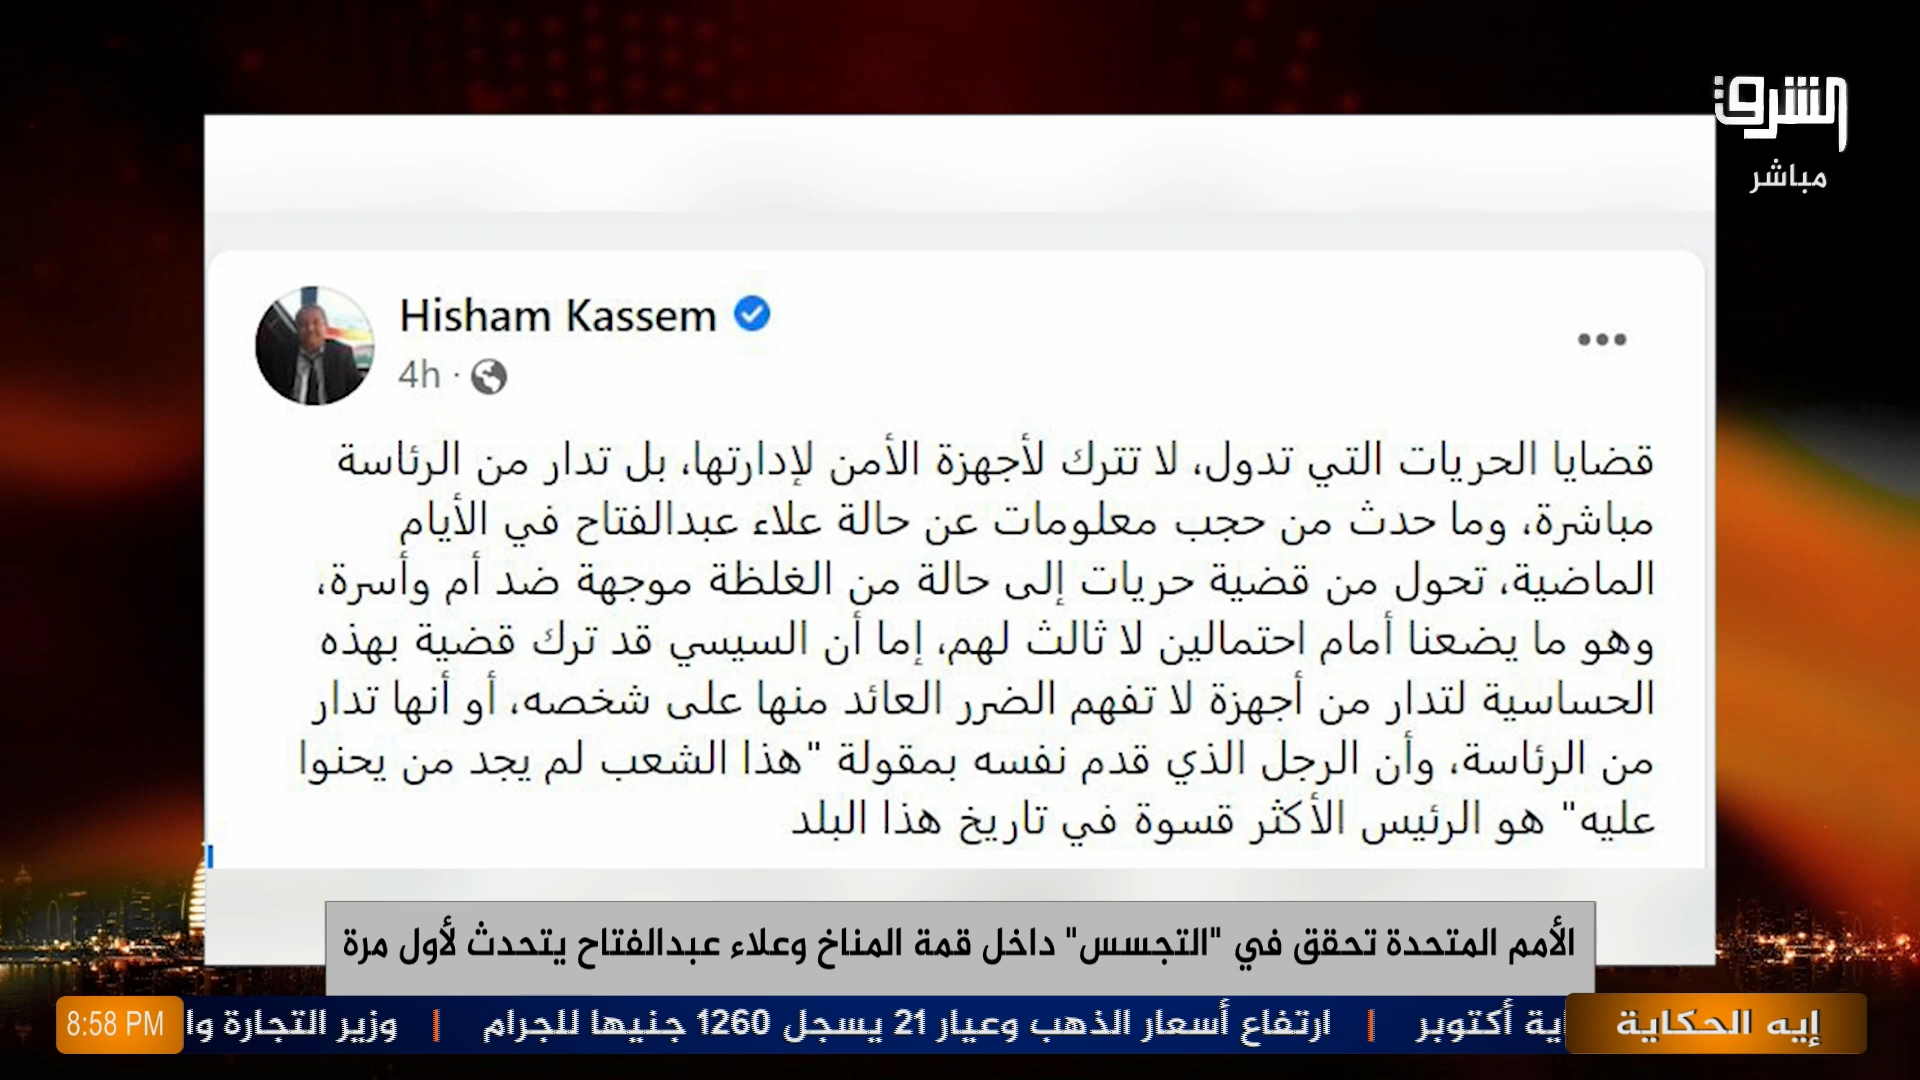 الشرق
مباشر
Hisham Kassem
4h ·
قضايا الحريات التي تدول، لا تترك لأجهزة الأمن لإدارتها، بل تدار من الرئاسة
مباشرة، وما حدث من حجب معلومات عن حالة علاء عبدالفتاح في الأيام
الماضية، تحول من قضية حريات إلى حالة من الغلظة موجهة ضد أم وأسرة،
وهو ما يضعنا أمام احتمالين لا ثالث لهم، إما أن السيسي قد ترك قضية بهذه
الحساسية لتدار من أجهزة لا تفهم الضرر العائد منها على شخصه، أو أنها تدار
من الرئاسة، وأن الرجل الذي قدم نفسه بمقولة "هذا الشعب لم يجد من يحنوا
عليه" هو الرئيس الأكثر قسوة في تاريخ هذا البلد
الأمم المتحدة تحقق في "التجسس" داخل قمة المناخ وعلاء عبدالفتاح يتحدث لأول مرة
إيه الحكاية
ية أكتوبر | ارتفاع أسعار الذهب وعيار 21 يسجل 1260 جنيها للجرام | وزير التجارة وا
8:58 PM